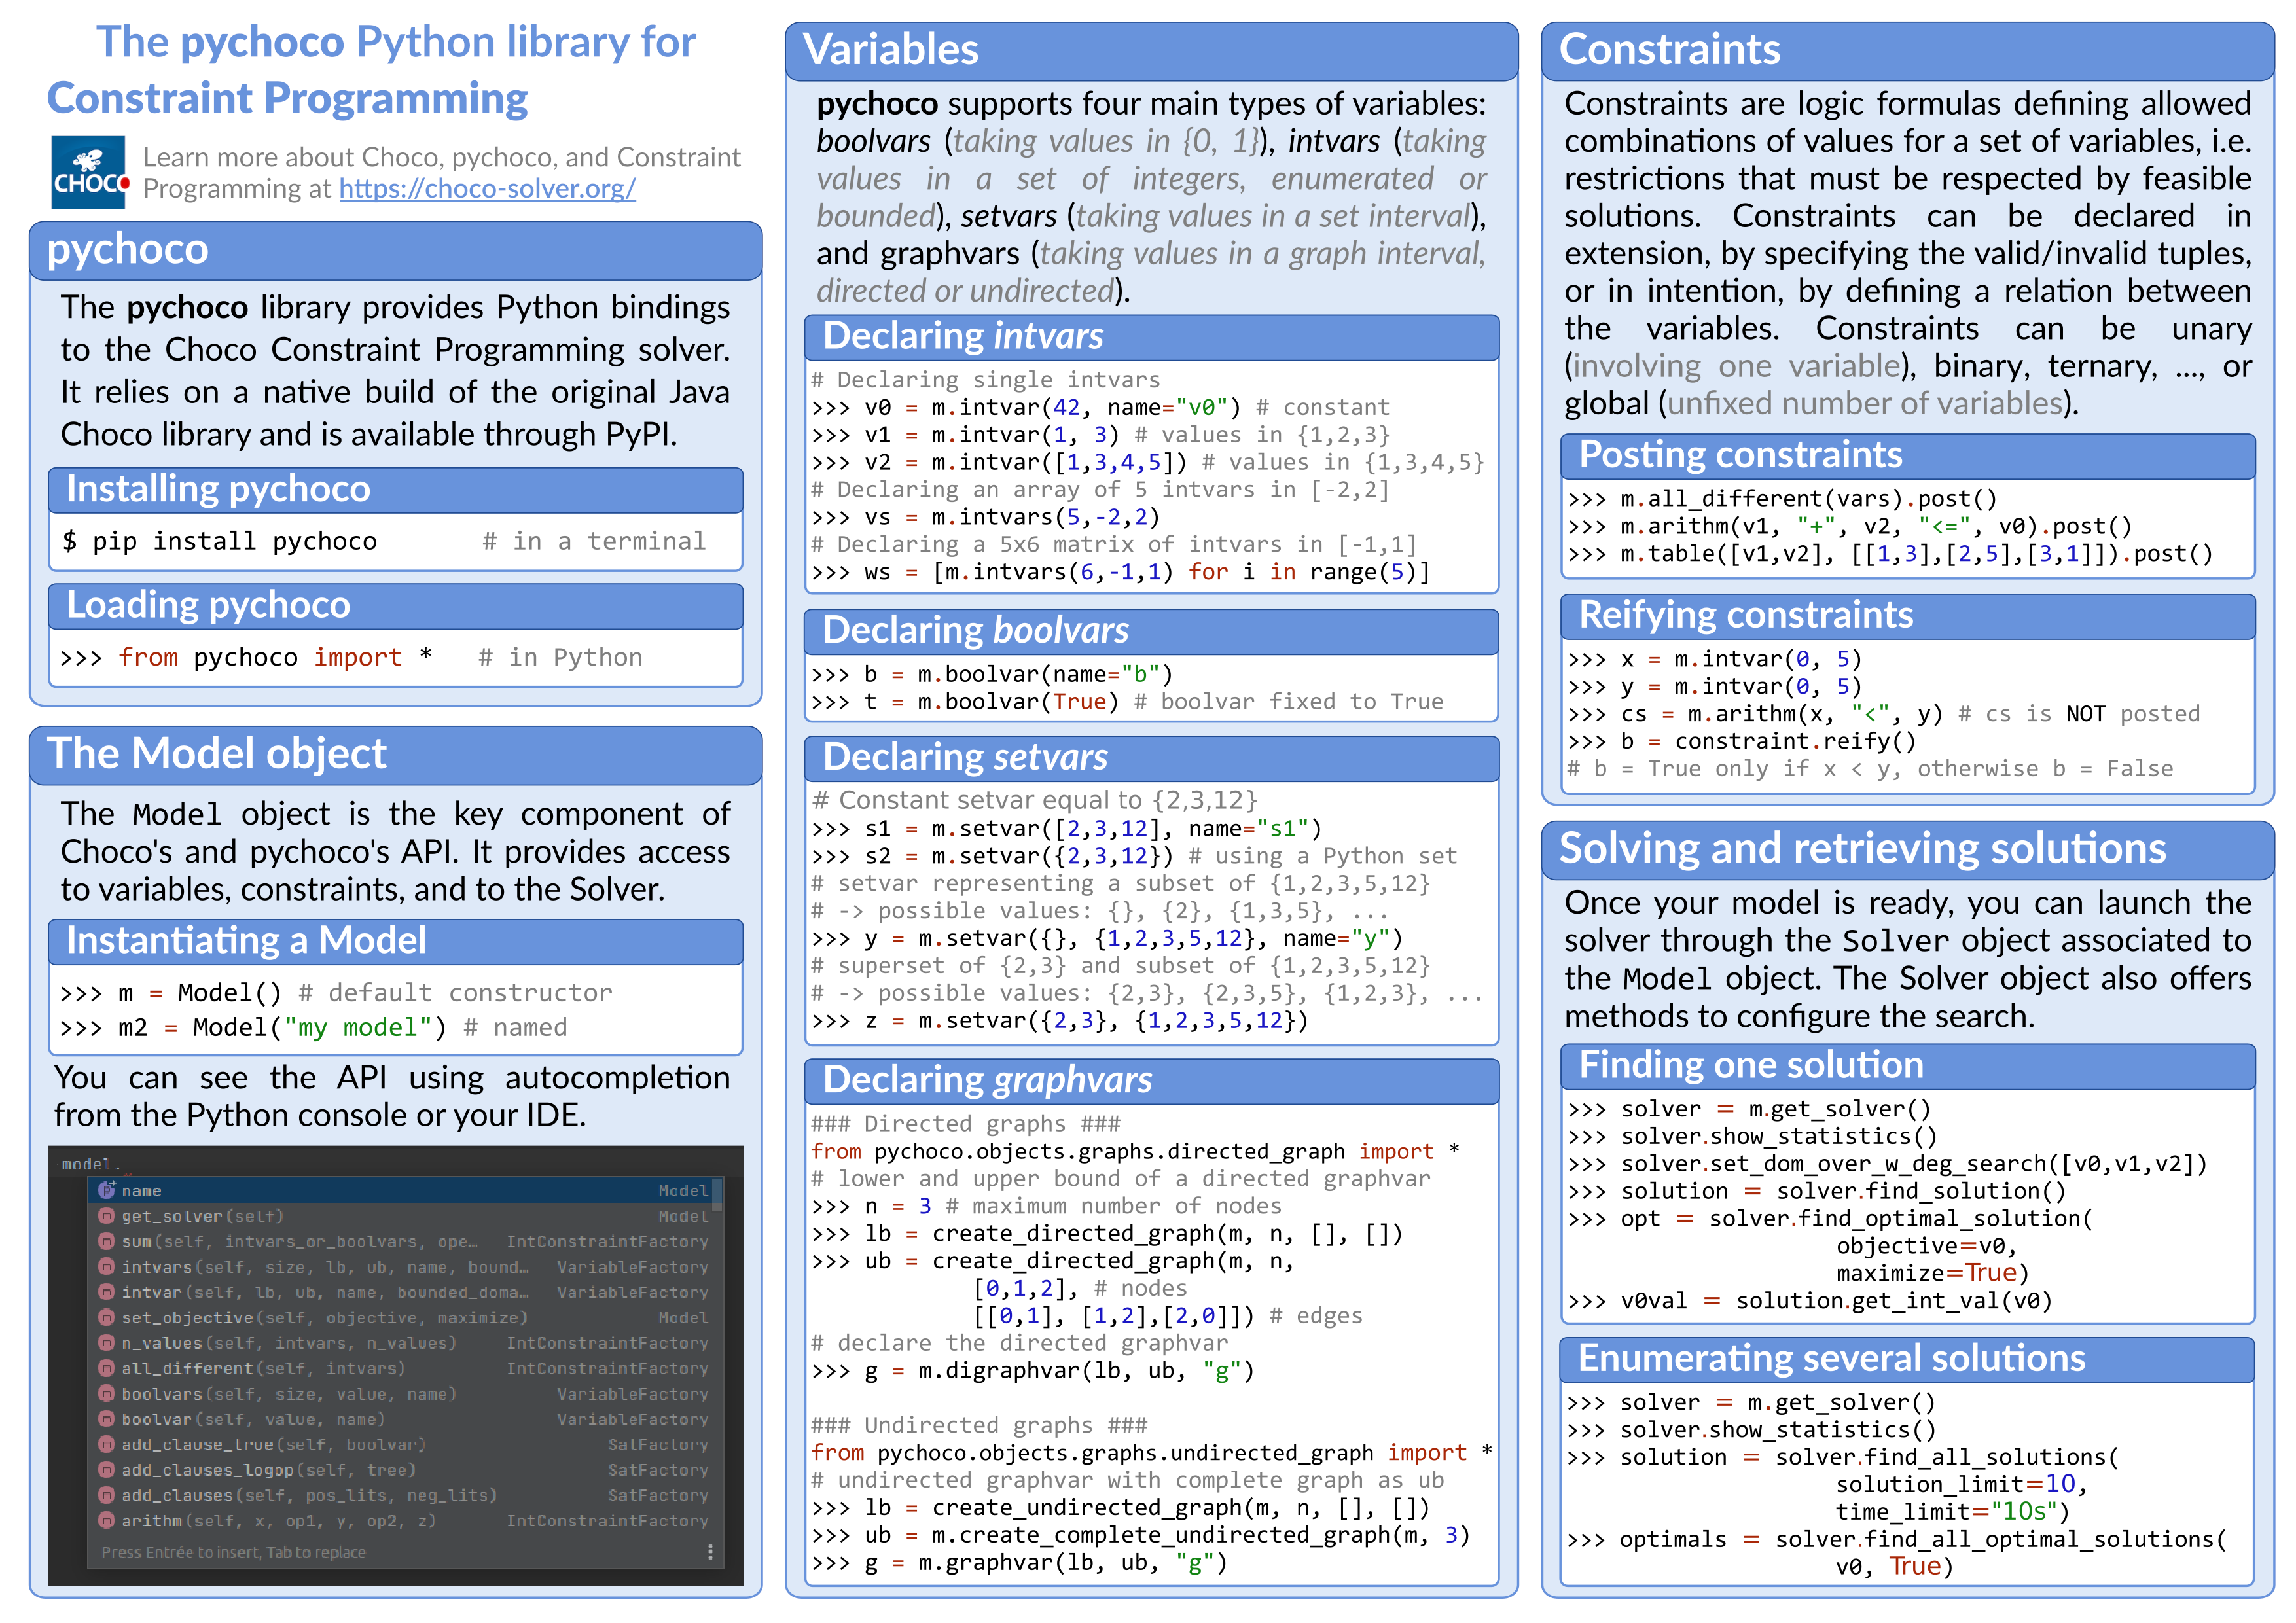 The pychoco Python library for
Constraint Programming
CHOCO
Learn more about Choco, pychoco, and Constraint
Programming at https://choco-solver.org/
pychoco
The pychoco library provides Python bindings
to the Choco Constraint Programming solver.
It relies on a native build of the original Java
Choco library and is available through PyPI.
Installing pychoco
$ pip install pychoco # in a terminal
Loading pychoco
>>> from pychoco import * # in Python
The Model object
The Model object is the key component of
Choco's and pychoco's API. It provides access
to variables, constraints, and to the Solver.
Instantiating a Model
>>> m = Model() # default constructor
>>> m2 = Model("my model") # named
You can see the API using autocompletion
from the Python console or your IDE.
model.
p name Model
m get_solver(self) Model
m sum(self, intvars_or_boolvars, ope… IntConstraintFactory
m intvars(self, size, lb, ub, name, bound… VariableFactory
m intvar(self, lb, ub, name, bounded_doma… VariableFactory
m set_objective(self, objective, maximize) Model
m n_values(self, intvars, n_values) IntConstraintFactory
m all_different(self, intvars) IntConstraintFactory
m boolvars(self, size, value, name) VariableFactory
m boolvar(self, value, name) VariableFactory
m add_clause_true(self, boolvar) SatFactory
m add_clauses_logop(self, tree) SatFactory
m add_clauses(self, pos_lits, neg_lits) SatFactory
m arithm(self, x, op1, y, op2, z) IntConstraintFactory
Press Entrée to insert, Tab to replace
Variables
pychoco supports four main types of variables:
boolvars (taking values in {0, 1}), intvars (taking
values in a set of integers, enumerated or
bounded), setvars (taking values in a set interval),
and graphvars (taking values in a graph interval,
directed or undirected).
Declaring intvars
# Declaring single intvars
>>> v0 = m.intvar(42, name="v0") # constant
>>> v1 = m.intvar(1, 3) # values in {1,2,3}
>>> v2 = m.intvar([1,3,4,5]) # values in {1,3,4,5}
# Declaring an array of 5 intvars in [-2,2]
>>> vs = m.intvars(5,-2,2)
# Declaring a 5x6 matrix of intvars in [-1,1]
>>> ws = [m.intvars(6,-1,1) for i in range(5)]
Declaring boolvars
>>> b = m.boolvar(name="b")
>>> t = m.boolvar(True) # boolvar fixed to True
Declaring setvars
# Constant setvar equal to {2,3,12}
>>> s1 = m.setvar([2,3,12], name="s1")
>>> s2 = m.setvar({2,3,12}) # using a Python set
# setvar representing a subset of {1,2,3,5,12}
# -> possible values: {}, {2}, {1,3,5}, ...
>>> y = m.setvar({}, {1,2,3,5,12}, name="y")
# superset of {2,3} and subset of {1,2,3,5,12}
# -> possible values: {2,3}, {2,3,5}, {1,2,3}, ...
>>> z = m.setvar({2,3}, {1,2,3,5,12})
Declaring graphvars
### Directed graphs ###
from pychoco.objects.graphs.directed_graph import *
# lower and upper bound of a directed graphvar
>>> n = 3 # maximum number of nodes
>>> lb = create_directed_graph(m, n, [], [])
>>> ub = create_directed_graph(m, n,
[0,1,2], # nodes
[[0,1], [1,2],[2,0]]) # edges
# declare the directed graphvar
>>> g = m.digraphvar(lb, ub, "g")
### Undirected graphs ###
from pychoco.objects.graphs.undirected_graph import *
# undirected graphvar with complete graph as ub
>>> lb = create_undirected_graph(m, n, [], [])
>>> ub = m.create_complete_undirected_graph(m, 3)
>>> g = m.graphvar(lb, ub, "g")
Constraints
Constraints are logic formulas defining allowed
combinations of values for a set of variables, i.e.
restrictions that must be respected by feasible
solutions. Constraints can be declared in
extension, by specifying the valid/invalid tuples,
or in intention, by defining a relation between
the variables. Constraints can be unary
(involving one variable), binary, ternary, …, or
global (unfixed number of variables).
Posting constraints
>>> m.all_different(vars).post()
>>> m.arithm(v1, "+", v2, "<=", v0).post()
>>> m.table([v1,v2], [[1,3],[2,5],[3,1]]).post()
Reifying constraints
>>> x = m.intvar(0, 5)
>>> y = m.intvar(0, 5)
>>> cs = m.arithm(x, "<", y) # cs is NOT posted
>>> b = constraint.reify()
# b = True only if x < y, otherwise b = False
Solving and retrieving solutions
Once your model is ready, you can launch the
solver through the Solver object associated to
the Model object. The Solver object also offers
methods to configure the search.
Finding one solution
>>> solver = m.get_solver()
>>> solver.show_statistics()
>>> solver.set_dom_over_w_deg_search([v0,v1,v2])
>>> solution = solver.find_solution()
>>> opt = solver.find_optimal_solution(
objective=v0,
maximize=True)
>>> v0val = solution.get_int_val(v0)
Enumerating several solutions
>>> solver = m.get_solver()
>>> solver.show_statistics()
>>> solution = solver.find_all_solutions(
solution_limit=10,
time_limit="10s")
>>> optimals = solver.find_all_optimal_solutions(
v0, True)